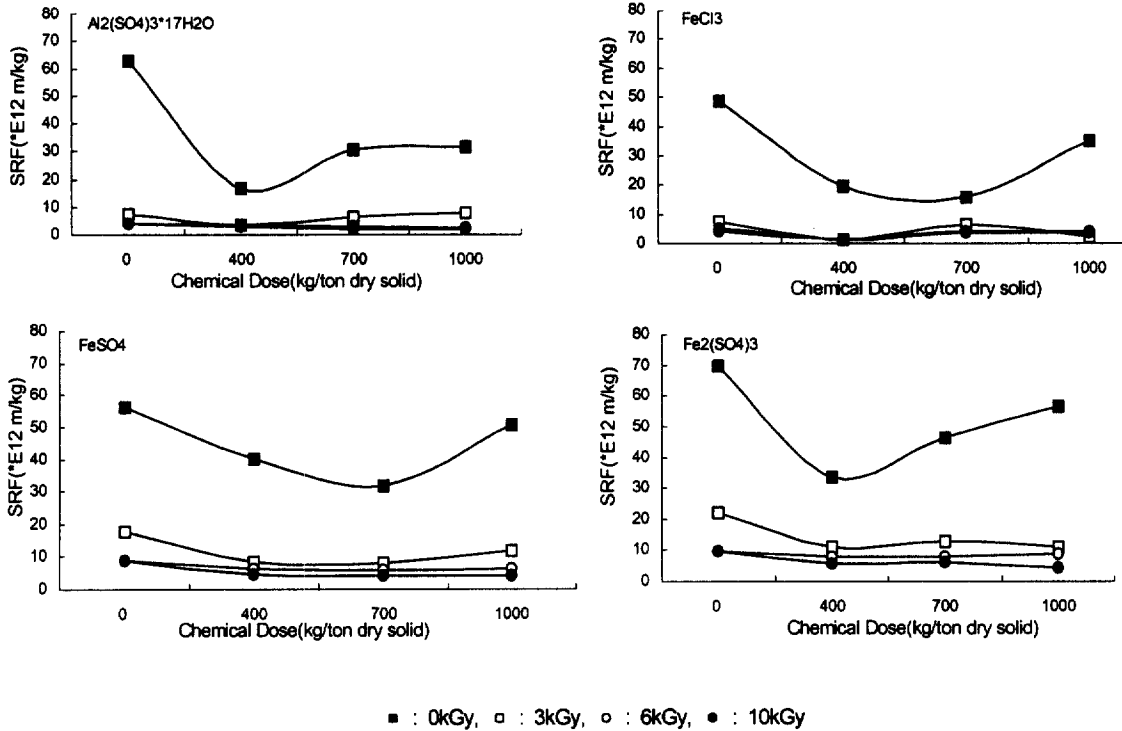 Al2(SO4)3*17H2O
SRF(*E12 m/kg)
80
70
60
50
40
30
20
10
0
0 400 700 1000
Chemical Dose(kg/ton dry solid)
FeCl3
SRF(*E12 m/kg)
80
70
60
50
40
30
20
10
0
0 400 700 1000
Chemical Dose(kg/ton dry solid)
FeSO4
SRF(*E12 m/kg)
80
70
60
50
40
30
20
10
0
0 400 700 1000
Chemical Dose(kg/ton dry solid)
Fe2(SO4)3
SRF(*E12 m/kg)
80
70
60
50
40
30
20
10
0
0 400 700 1000
Chemical Dose(kg/ton dry solid)
■ : 0kGy, □ : 3kGy, ○ : 6kGy, ● : 10kGy